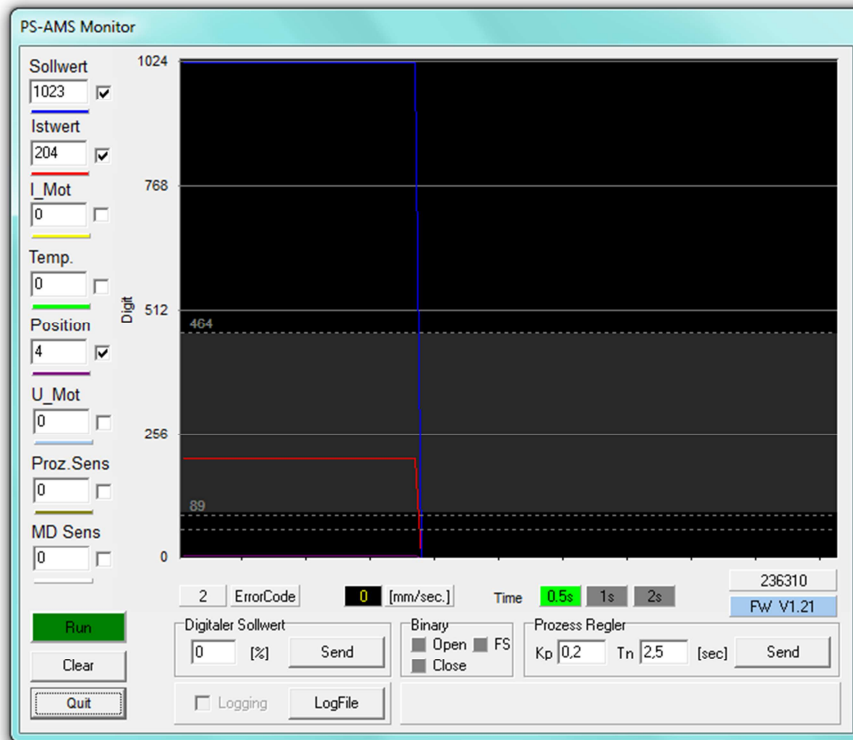 PS-AMS Monitor
Sollwert
1023
Istwert
204
I_Mot
0
Temp.
0
Position
4
U_Mot
0
Proz.Sens
0
MD Sens
0
Run
Clear
Quit
Digit
1024
768
512
256
0
464
89
2 ErrorCode 0 [mm/sec.] Time 0.5s 1s 2s
236310
FW V1.21
Digitaler Sollwert
0 [%] Send
Binary
Open FS
Close
Prozess Regler
Kp 0,2 Tn 2,5 [sec] Send
Logging LogFile